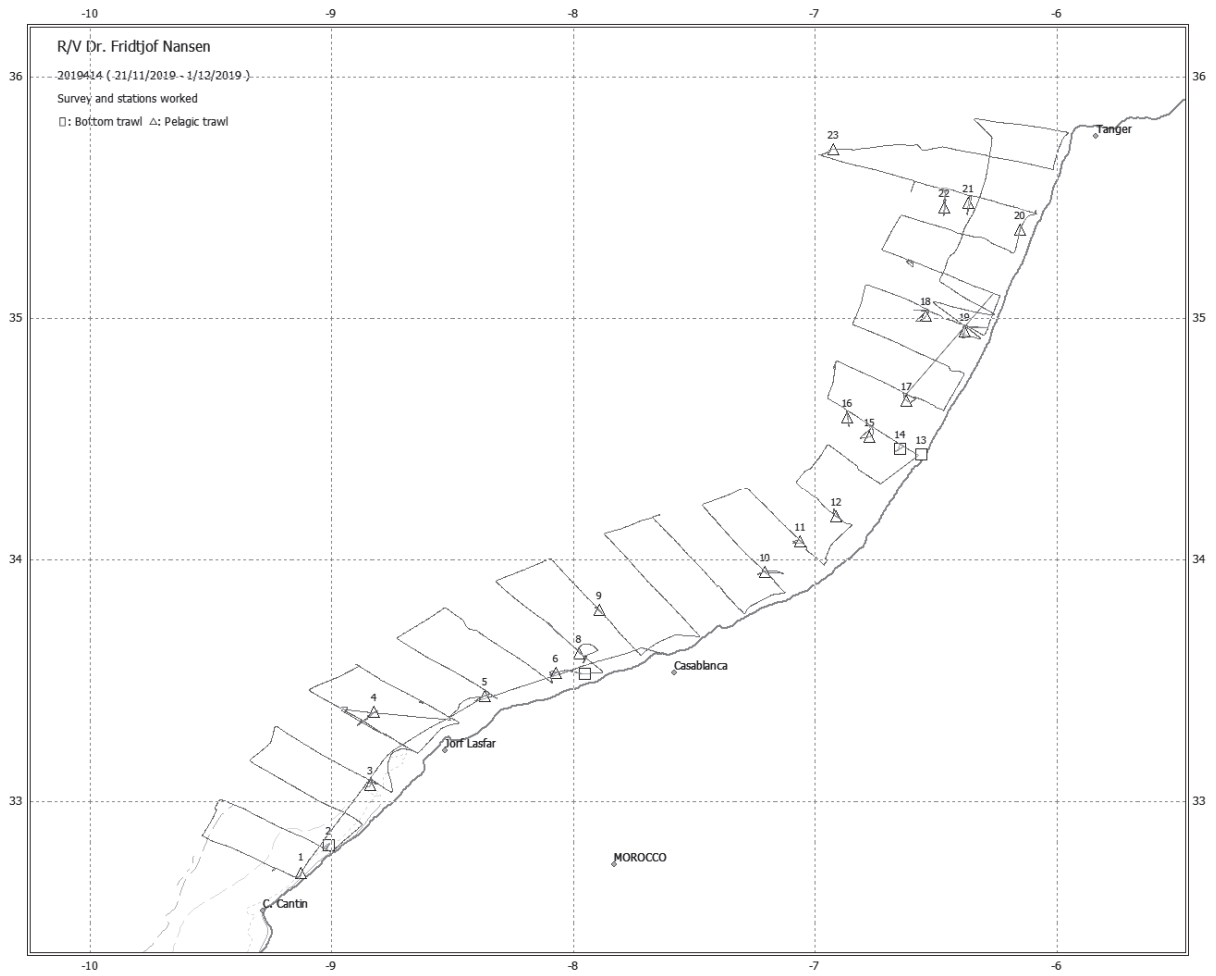 -10 -9 -8 -7 -6
R/V Dr. Fridtjof Nansen
36 36
2019414 ( 21/11/2019 - 1/12/2019 )
Survey and stations worked
□: Bottom trawl △: Pelagic trawl
Tanger
23
21
22
20
35 35
18
19
17
16
15
14
13
12
11
34 34
10
9
8
7
6
Casablanca
5
4
Jorf Lasfar
3
33 33
2
1
MOROCCO
C. Cantin
-10 -9 -8 -7 -6